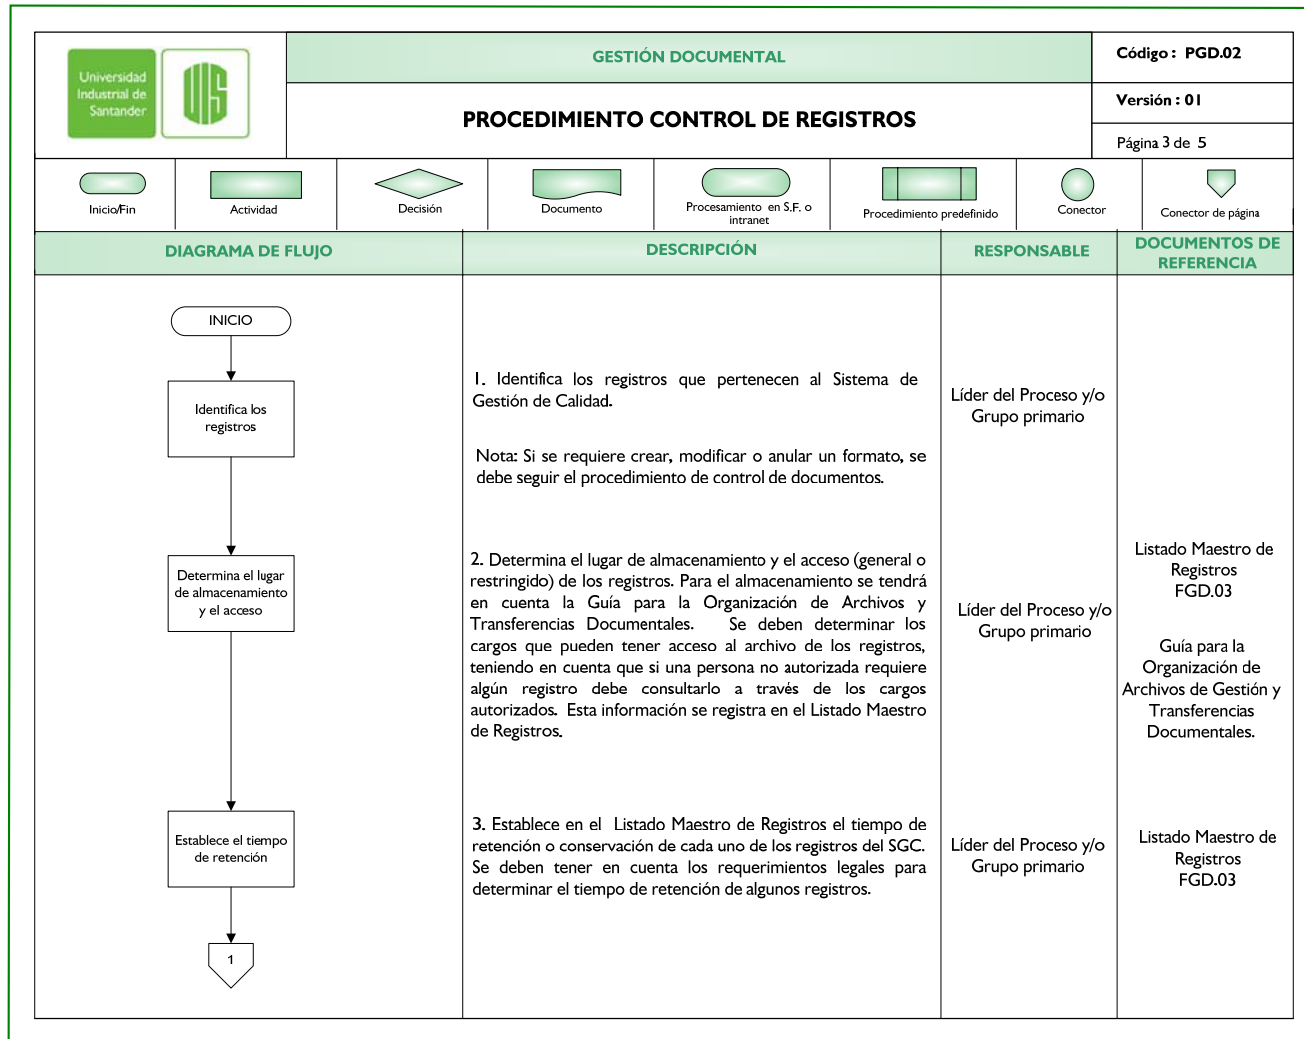 Universidad
Industrial de
Santander
UIS
GESTIÓN DOCUMENTAL
PROCEDIMIENTO CONTROL DE REGISTROS
Código : PGD.02
Versión : 01
Página 3 de 5
Inicio/Fin
Actividad
Decisión
Documento
Procesamiento en S.F. o
intranet
Procedimiento predefinido
Conector
Conector de página
DIAGRAMA DE FLUJO
DESCRIPCIÓN
RESPONSABLE
DOCUMENTOS DE
REFERENCIA
INICIO
Identifica los
registros
1. Identifica los registros que pertenecen al Sistema de
Gestión de Calidad.
Nota: Si se requiere crear, modificar o anular un formato, se
debe seguir el procedimiento de control de documentos.
Líder del Proceso y/o
Grupo primario
Determina el lugar
de almacenamiento
y el acceso
2. Determina el lugar de almacenamiento y el acceso (general o
restringido) de los registros. Para el almacenamiento se tendrá
en cuenta la Guía para la Organización de Archivos y
Transferencias Documentales. Se deben determinar los
cargos que pueden tener acceso al archivo de los registros,
teniendo en cuenta que si una persona no autorizada requiere
algún registro debe consultarlo a través de los cargos
autorizados. Esta información se registra en el Listado Maestro
de Registros.
Líder del Proceso y/o
Grupo primario
Listado Maestro de
Registros
FGD.03
Guía para la
Organización de
Archivos de Gestión y
Transferencias
Documentales.
Establece el tiempo
de retención
3. Establece en el Listado Maestro de Registros el tiempo de
retención o conservación de cada uno de los registros del SGC.
Se deben tener en cuenta los requerimientos legales para
determinar el tiempo de retención de algunos registros.
Líder del Proceso y/o
Grupo primario
Listado Maestro de
Registros
FGD.03
1